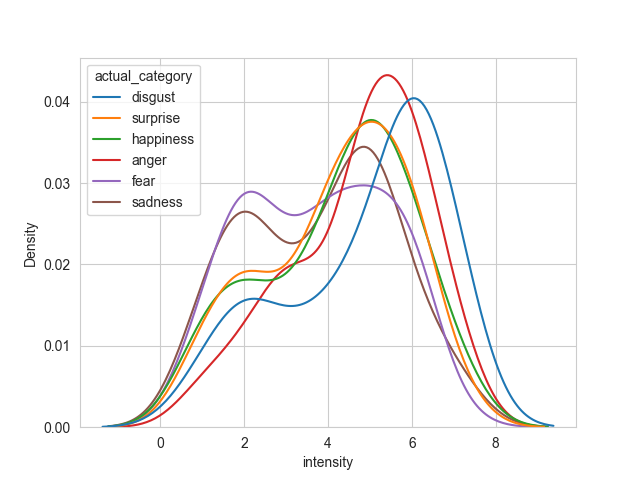 actual_category
disgust
surprise
happiness
anger
fear
sadness
0.04
0.03
0.02
0.01
0.00
Density
0 2 4 6 8
intensity